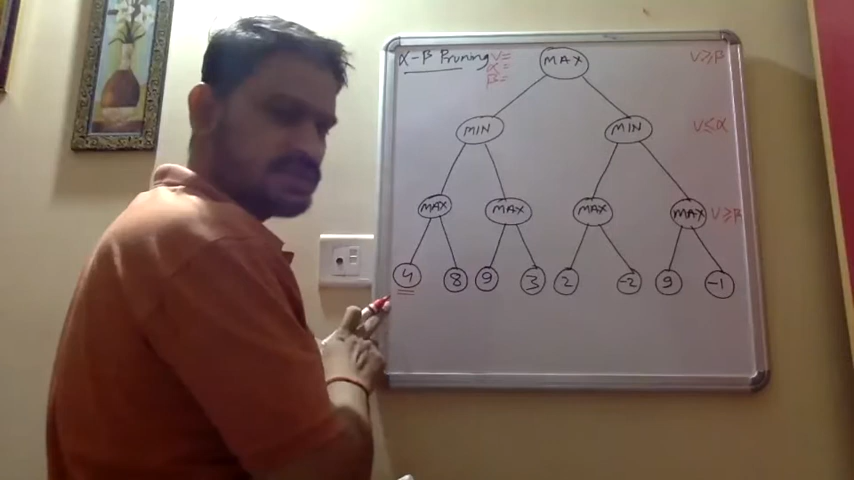 α-β Pruning V=
α=
β=
MAX
V≥β
MIN MIN V≤α
MAX MAX MAX MAX V≥β
4 8 9 3 2 -2 9 -1